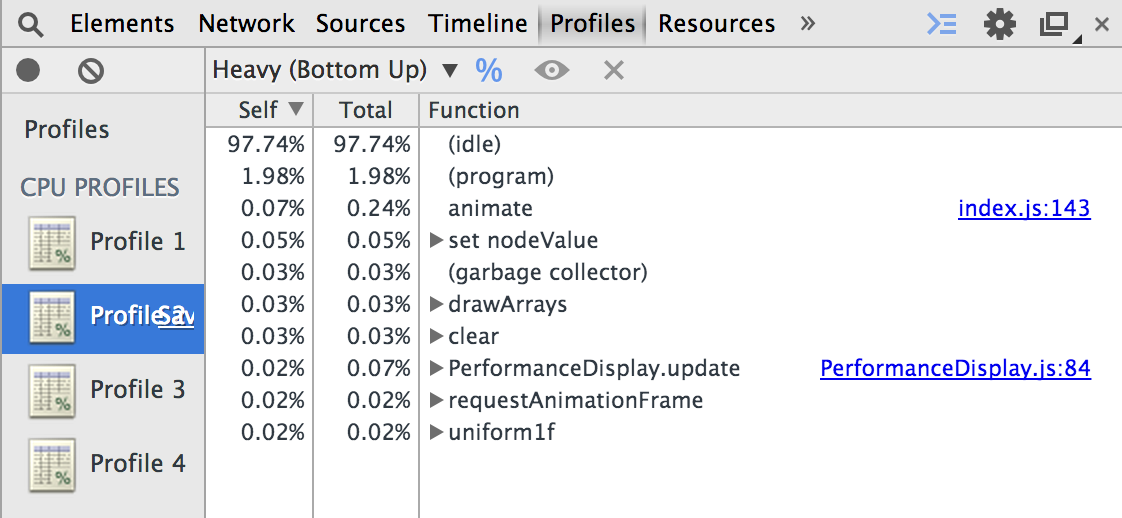 Elements Network Sources Timeline Profiles Resources »
Heavy (Bottom Up) ▼ %
Profiles
CPU PROFILES
Profile 1
Profile 2 Sav
Profile 3
Profile 4
Self ▼ Total Function
97.74% 97.74% (idle)
1.98% 1.98% (program)
0.07% 0.24% animate index.js:143
0.05% 0.05% ▶ set nodeValue
0.03% 0.03% (garbage collector)
0.03% 0.03% ▶ drawArrays
0.03% 0.03% ▶ clear
0.02% 0.07% ▶ PerformanceDisplay.update PerformanceDisplay.js:84
0.02% 0.02% ▶ requestAnimationFrame
0.02% 0.02% ▶ uniform1f